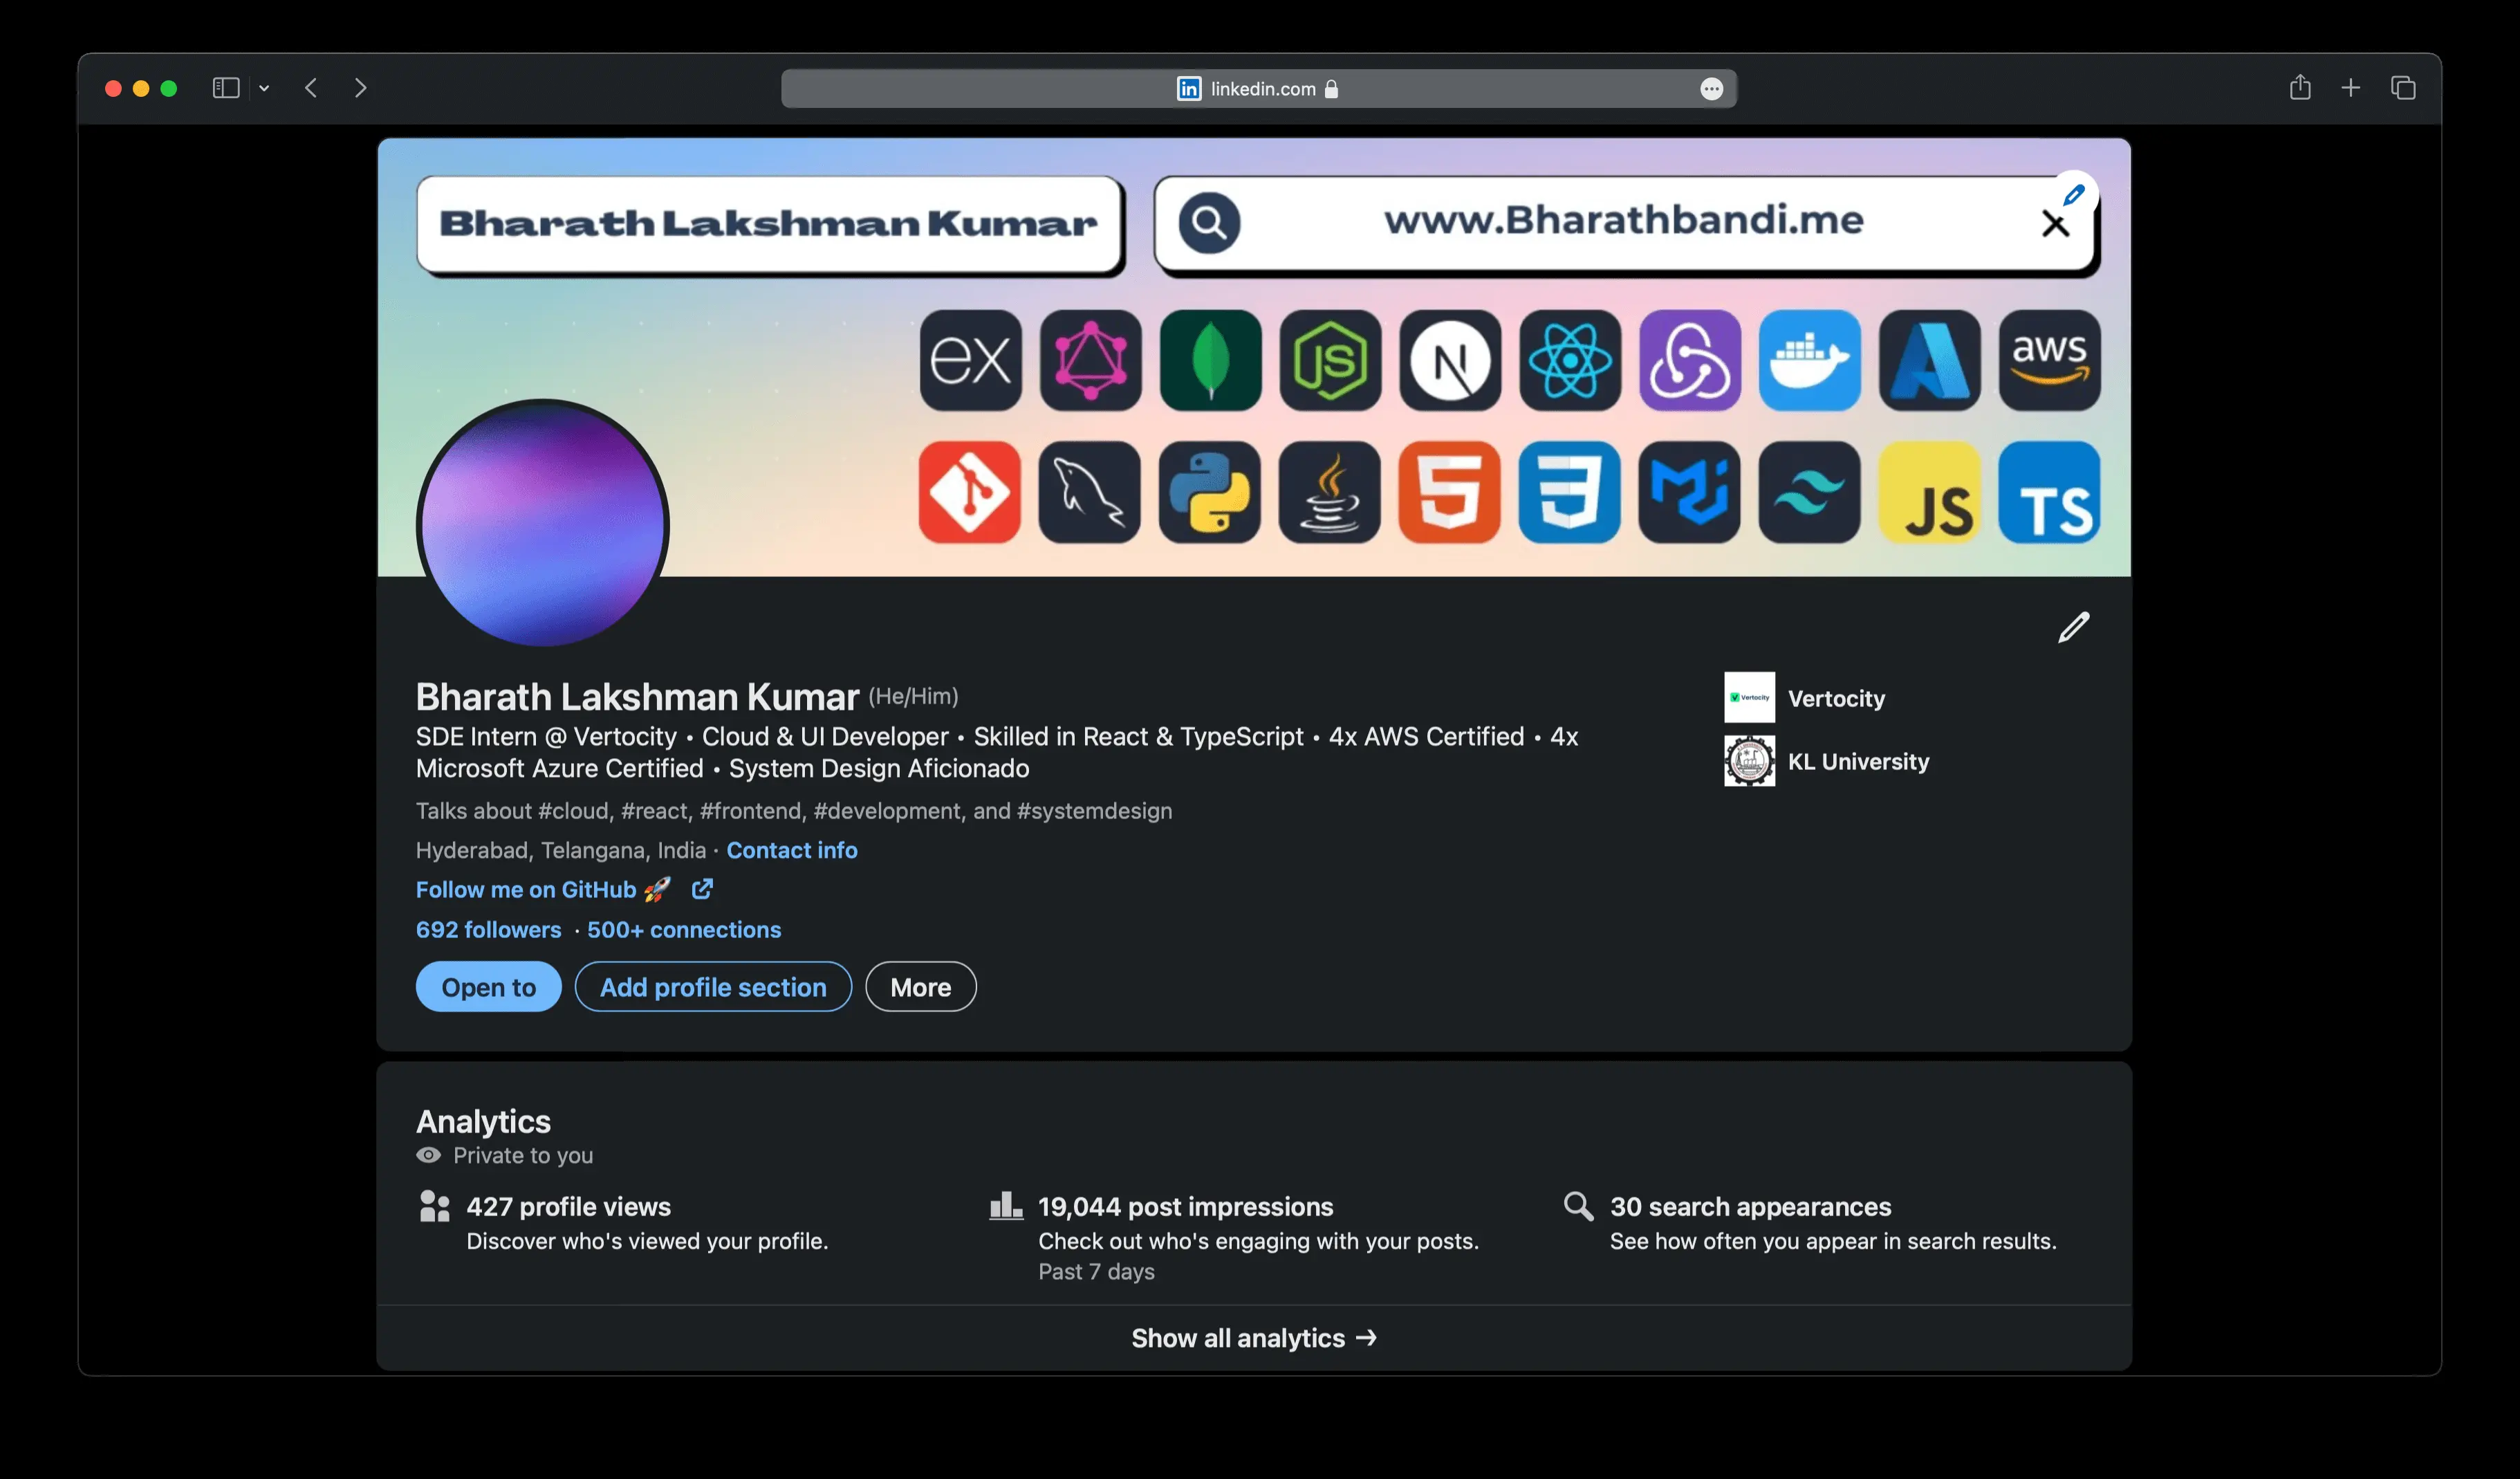 linkedin.com
Bharath Lakshman Kumar
www.Bharathbandi.me
ex
JS
N
aws
JS
TS
Bharath Lakshman Kumar (He/Him)
SDE Intern @ Vertocity • Cloud & UI Developer • Skilled in React & TypeScript • 4x AWS Certified • 4x
Microsoft Azure Certified • System Design Aficionado
Talks about #cloud, #react, #frontend, #development, and #systemdesign
Hyderabad, Telangana, India · Contact info
Follow me on GitHub 🚀
692 followers · 500+ connections
Open to
Add profile section
More
Vertocity
Vertocity
KL University
Analytics
Private to you
427 profile views
Discover who's viewed your profile.
19,044 post impressions
Check out who's engaging with your posts.
Past 7 days
30 search appearances
See how often you appear in search results.
Show all analytics →